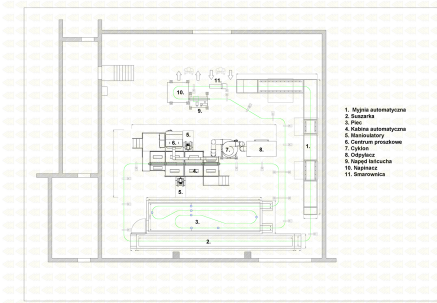 1. Myjnia automatyczna
2. Suszarka
3. Piec
4. Kabina automatyczna
5. Manipulatory
6. Centrum proszkowe
7. Cyklon
8. Odpylacz
9. Napęd łańcucha
10. Napinacz
11. Smarownica
11.
10.
9.
5.
6.
7.
8.
1.
4.
5.
3.
2.